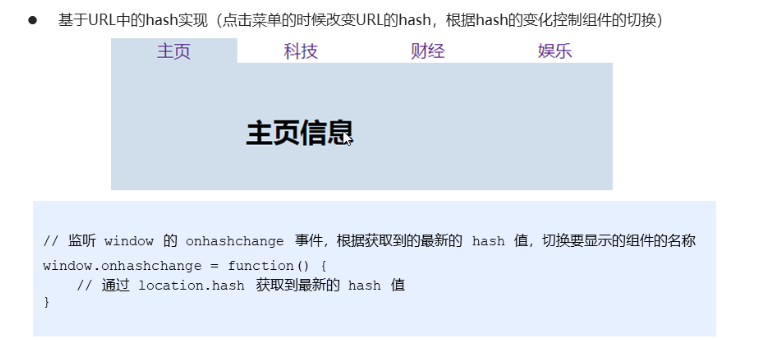 ● 基于URL中的hash实现（点击菜单的时候改变URL的hash，根据hash的变化控制组件的切换）
主页 科技 财经 娱乐
主页信息
// 监听 window 的 onhashchange 事件，根据获取到的最新的 hash 值，切换要显示的组件的名称
window.onhashchange = function() {
    // 通过 location.hash 获取到最新的 hash 值
}